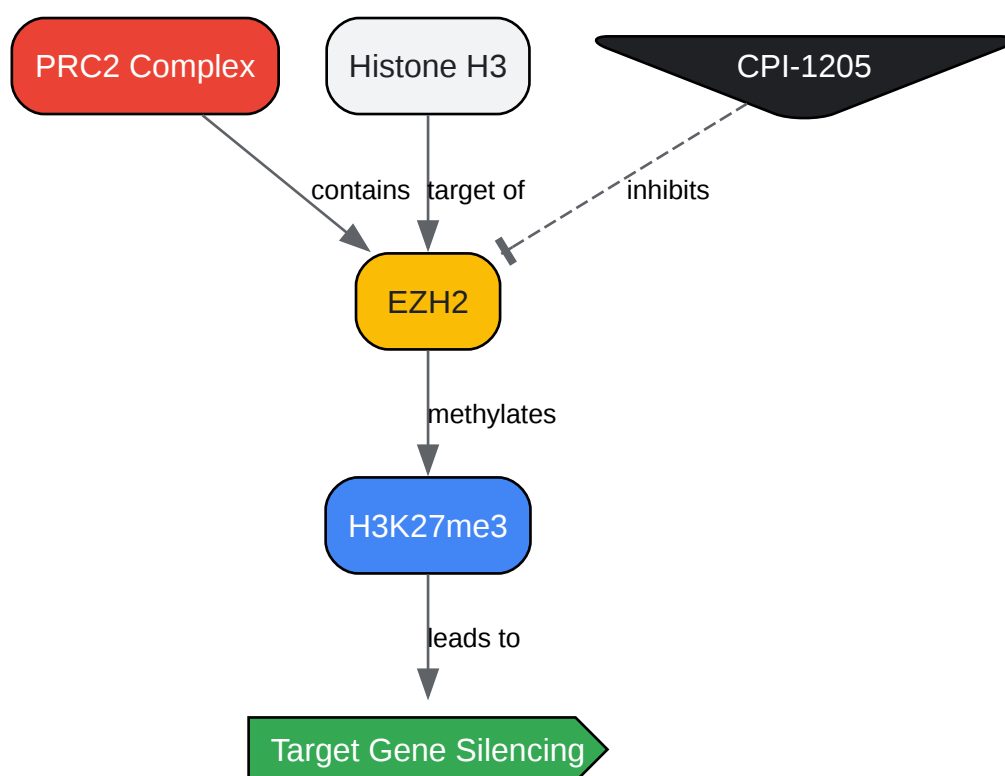 PRC2 Complex
Histone H3
CPI-1205
contains
target of
inhibits
EZH2
methylates
H3K27me3
leads to
Target Gene Silencing